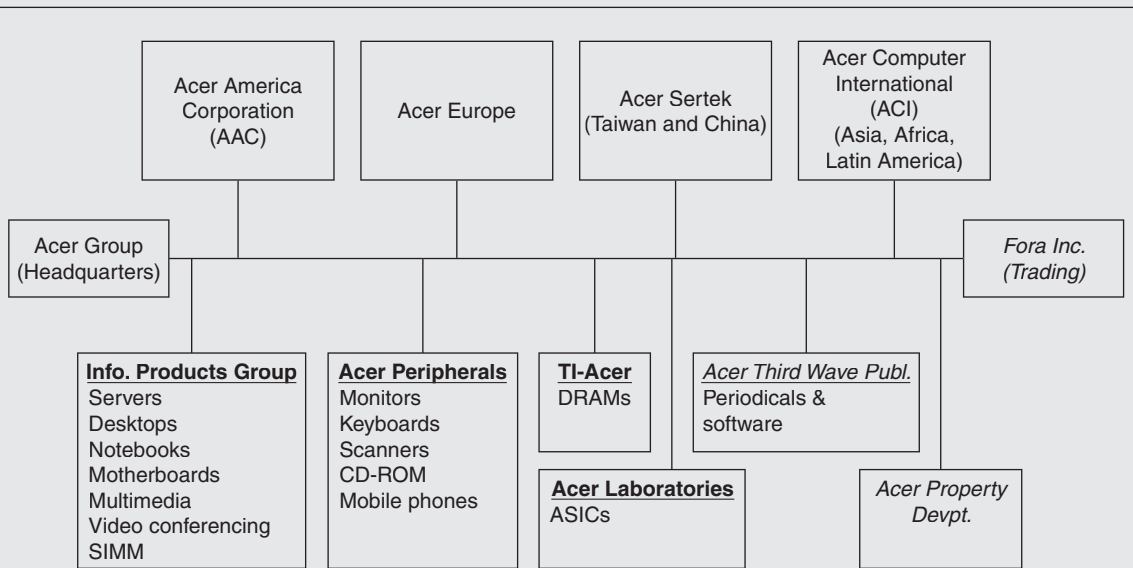 Acer America
Corporation
(AAC)
Acer Europe
Acer Sertek
(Taiwan and China)
Acer Computer
International
(ACI)
(Asia, Africa,
Latin America)
Acer Group
(Headquarters)
Fora Inc.
(Trading)
Info. Products Group
Servers
Desktops
Notebooks
Motherboards
Multimedia
Video conferencing
SIMM
Acer Peripherals
Monitors
Keyboards
Scanners
CD-ROM
Mobile phones
TI-Acer
DRAMs
Acer Laboratories
ASICs
Acer Third Wave Publ.
Periodicals &
software
Acer Property
Devpt.